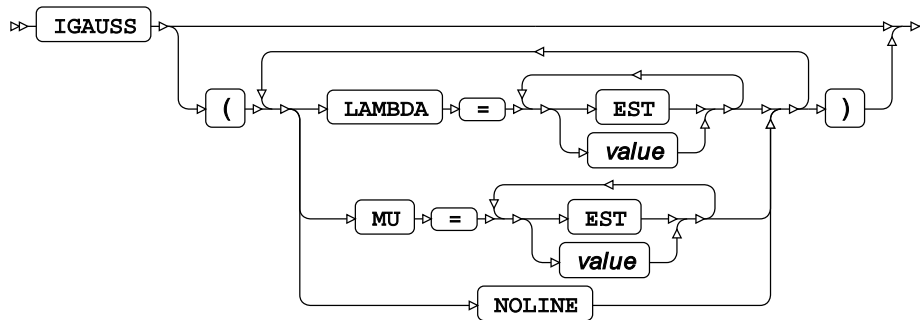 IGAUSS
( LAMBDA = EST )
value
MU = EST
value
NOLINE